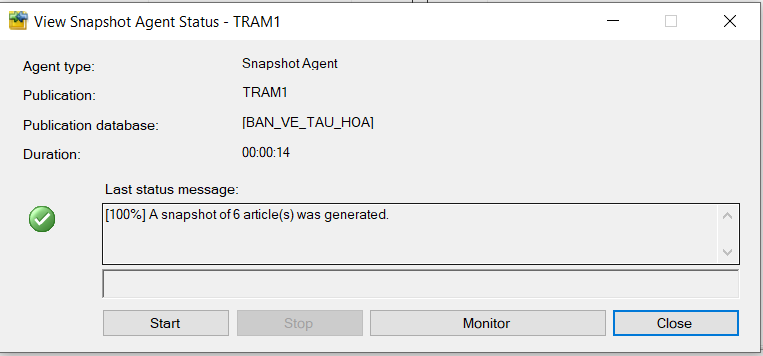 View Snapshot Agent Status - TRAM1
Agent type: Snapshot Agent
Publication: TRAM1
Publication database: [BAN_VE_TAU_HOA]
Duration: 00:00:14
Last status message:
[100%] A snapshot of 6 article(s) was generated.
Start Stop Monitor Close